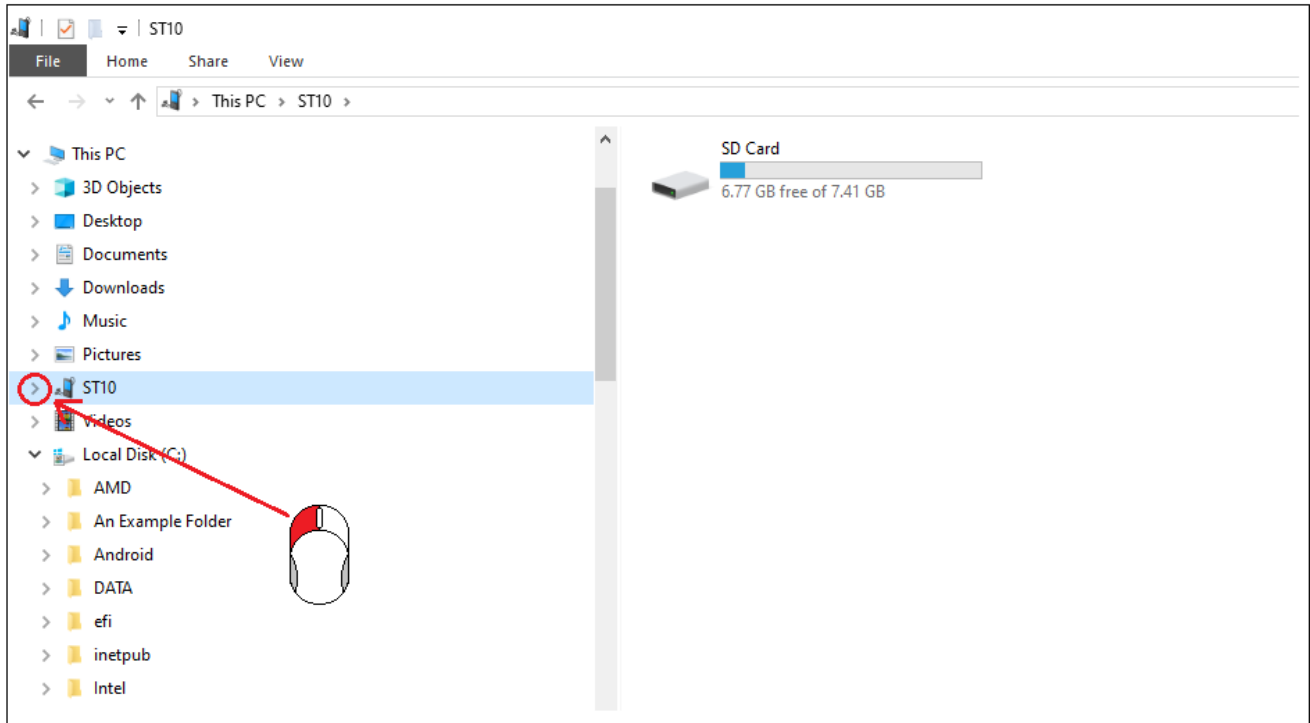 ST10
File Home Share View
This PC > ST10 >
This PC
3D Objects
Desktop
Documents
Downloads
Music
Pictures
ST10
Videos
Local Disk (C:)
AMD
An Example Folder
Android
DATA
efi
inetpub
Intel
SD Card
6.77 GB free of 7.41 GB